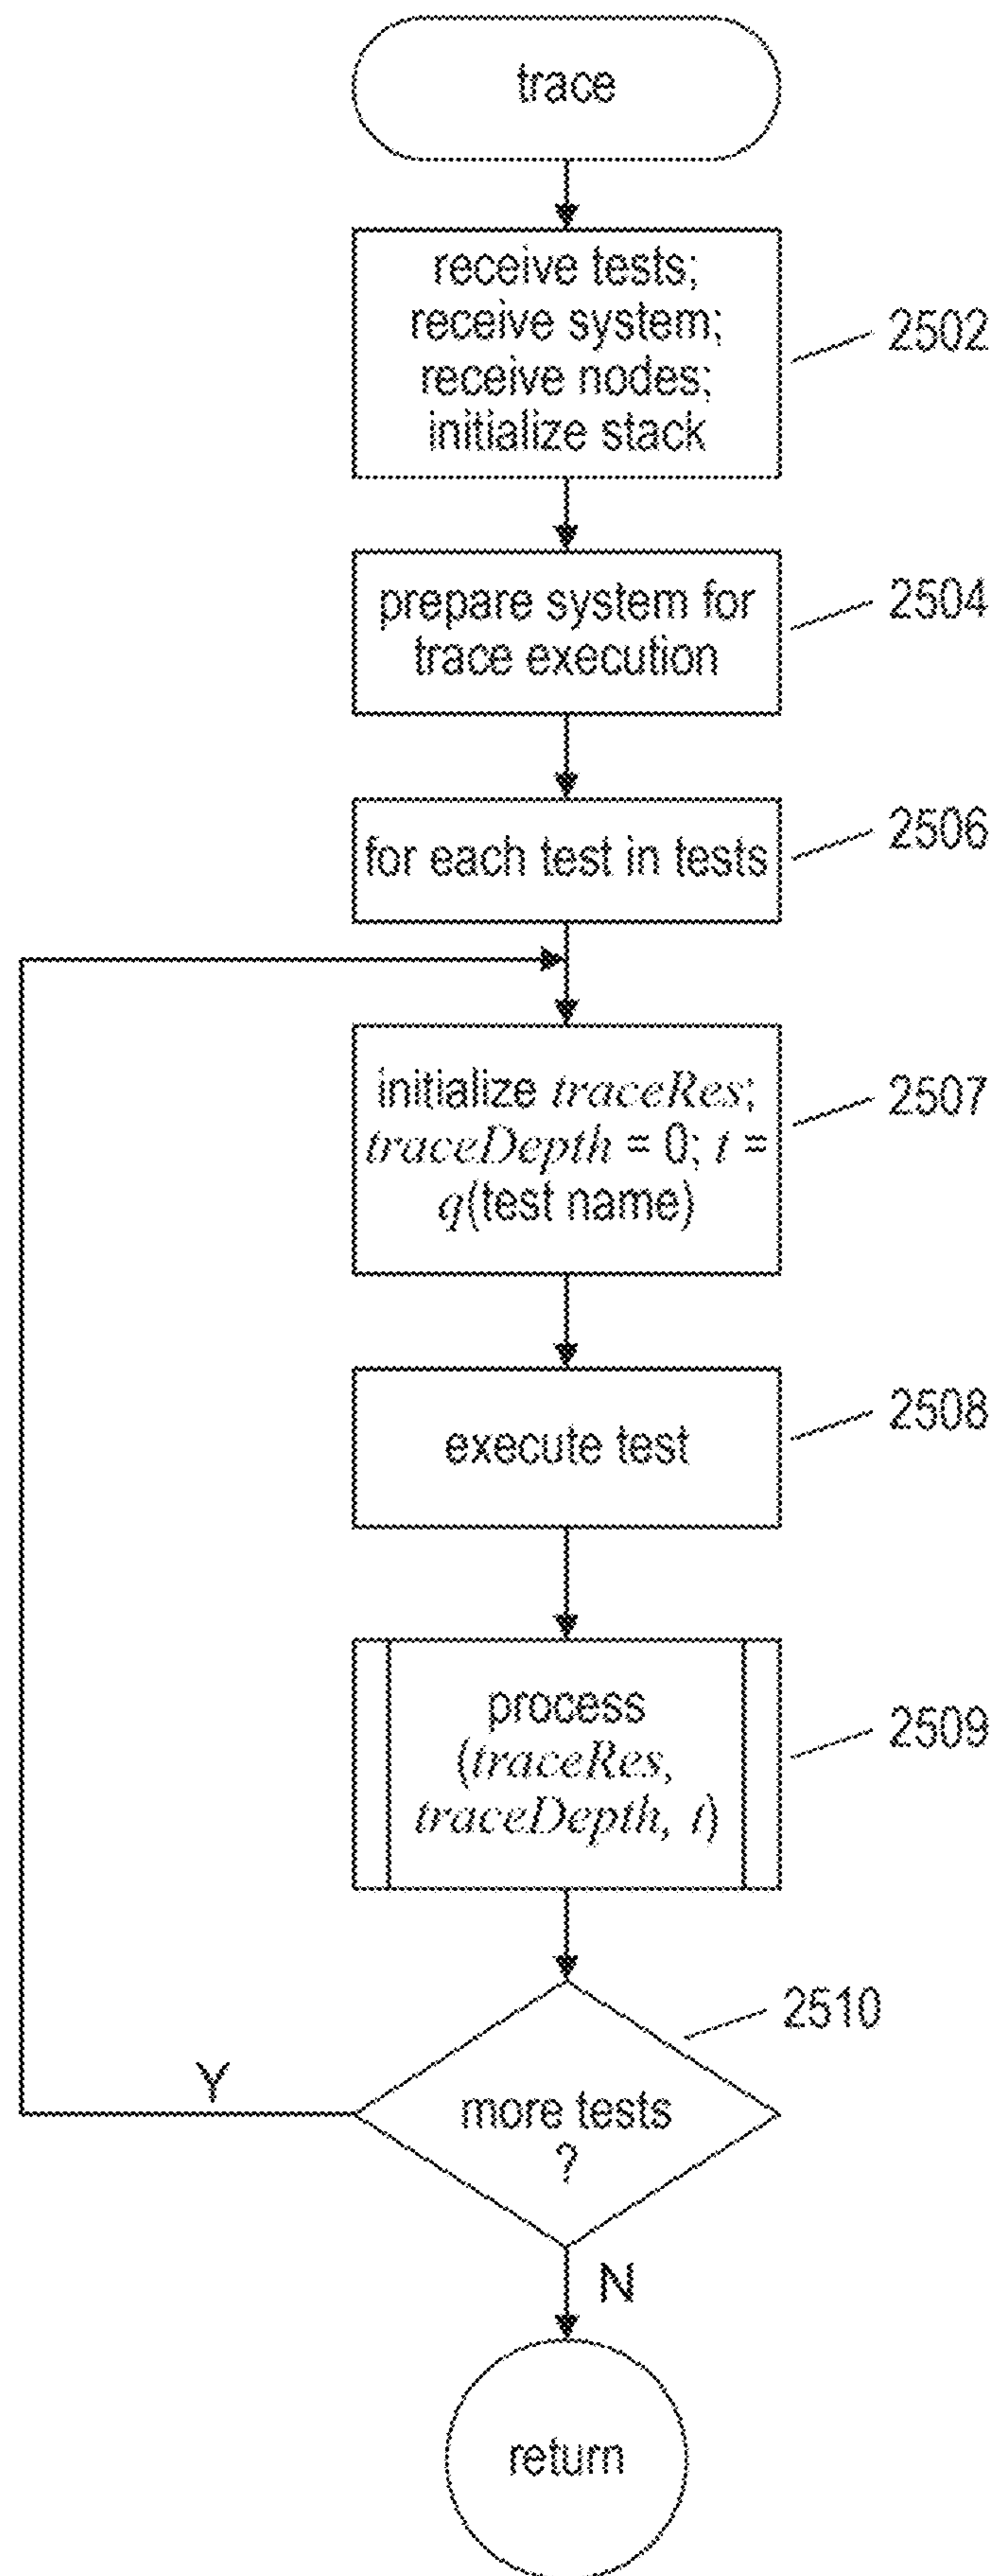 trace
receive tests;
receive system;
receive nodes;
initialize stack
2502
prepare system for
trace execution
2504
for each test in tests
2506
initialize traceRes;
traceDepth = 0; t =
q(test name)
2507
execute test
2508
process
(traceRes,
traceDepth, t)
2509
2510
more tests
?
Y
N
return